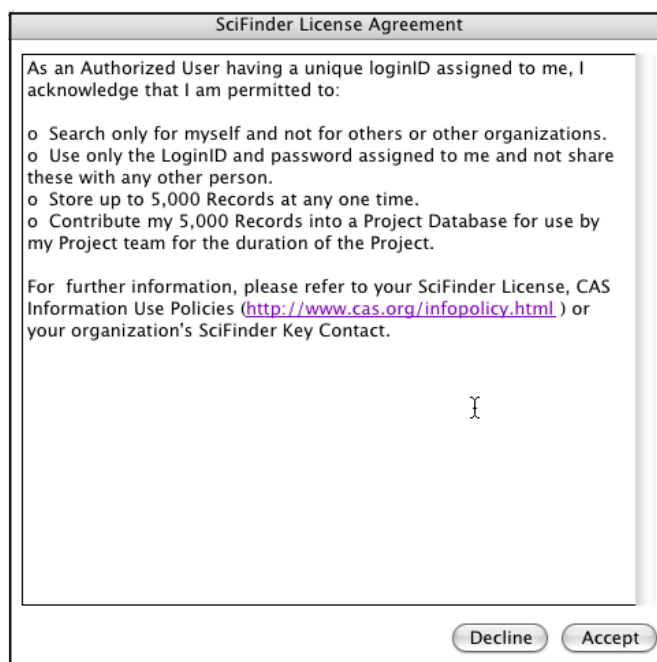 SciFinder License Agreement
As an Authorized User having a unique loginID assigned to me, I
acknowledge that I am permitted to:
o  Search only for myself and not for others or other organizations.
o  Use only the LoginID and password assigned to me and not share
these with any other person.
o  Store up to 5,000 Records at any one time.
o  Contribute my 5,000 Records into a Project Database for use by
my Project team for the duration of the Project.
For  further information, please refer to your SciFinder License, CAS
Information Use Policies (http://www.cas.org/infopolicy.html ) or
your organization's SciFinder Key Contact.
Decline Accept